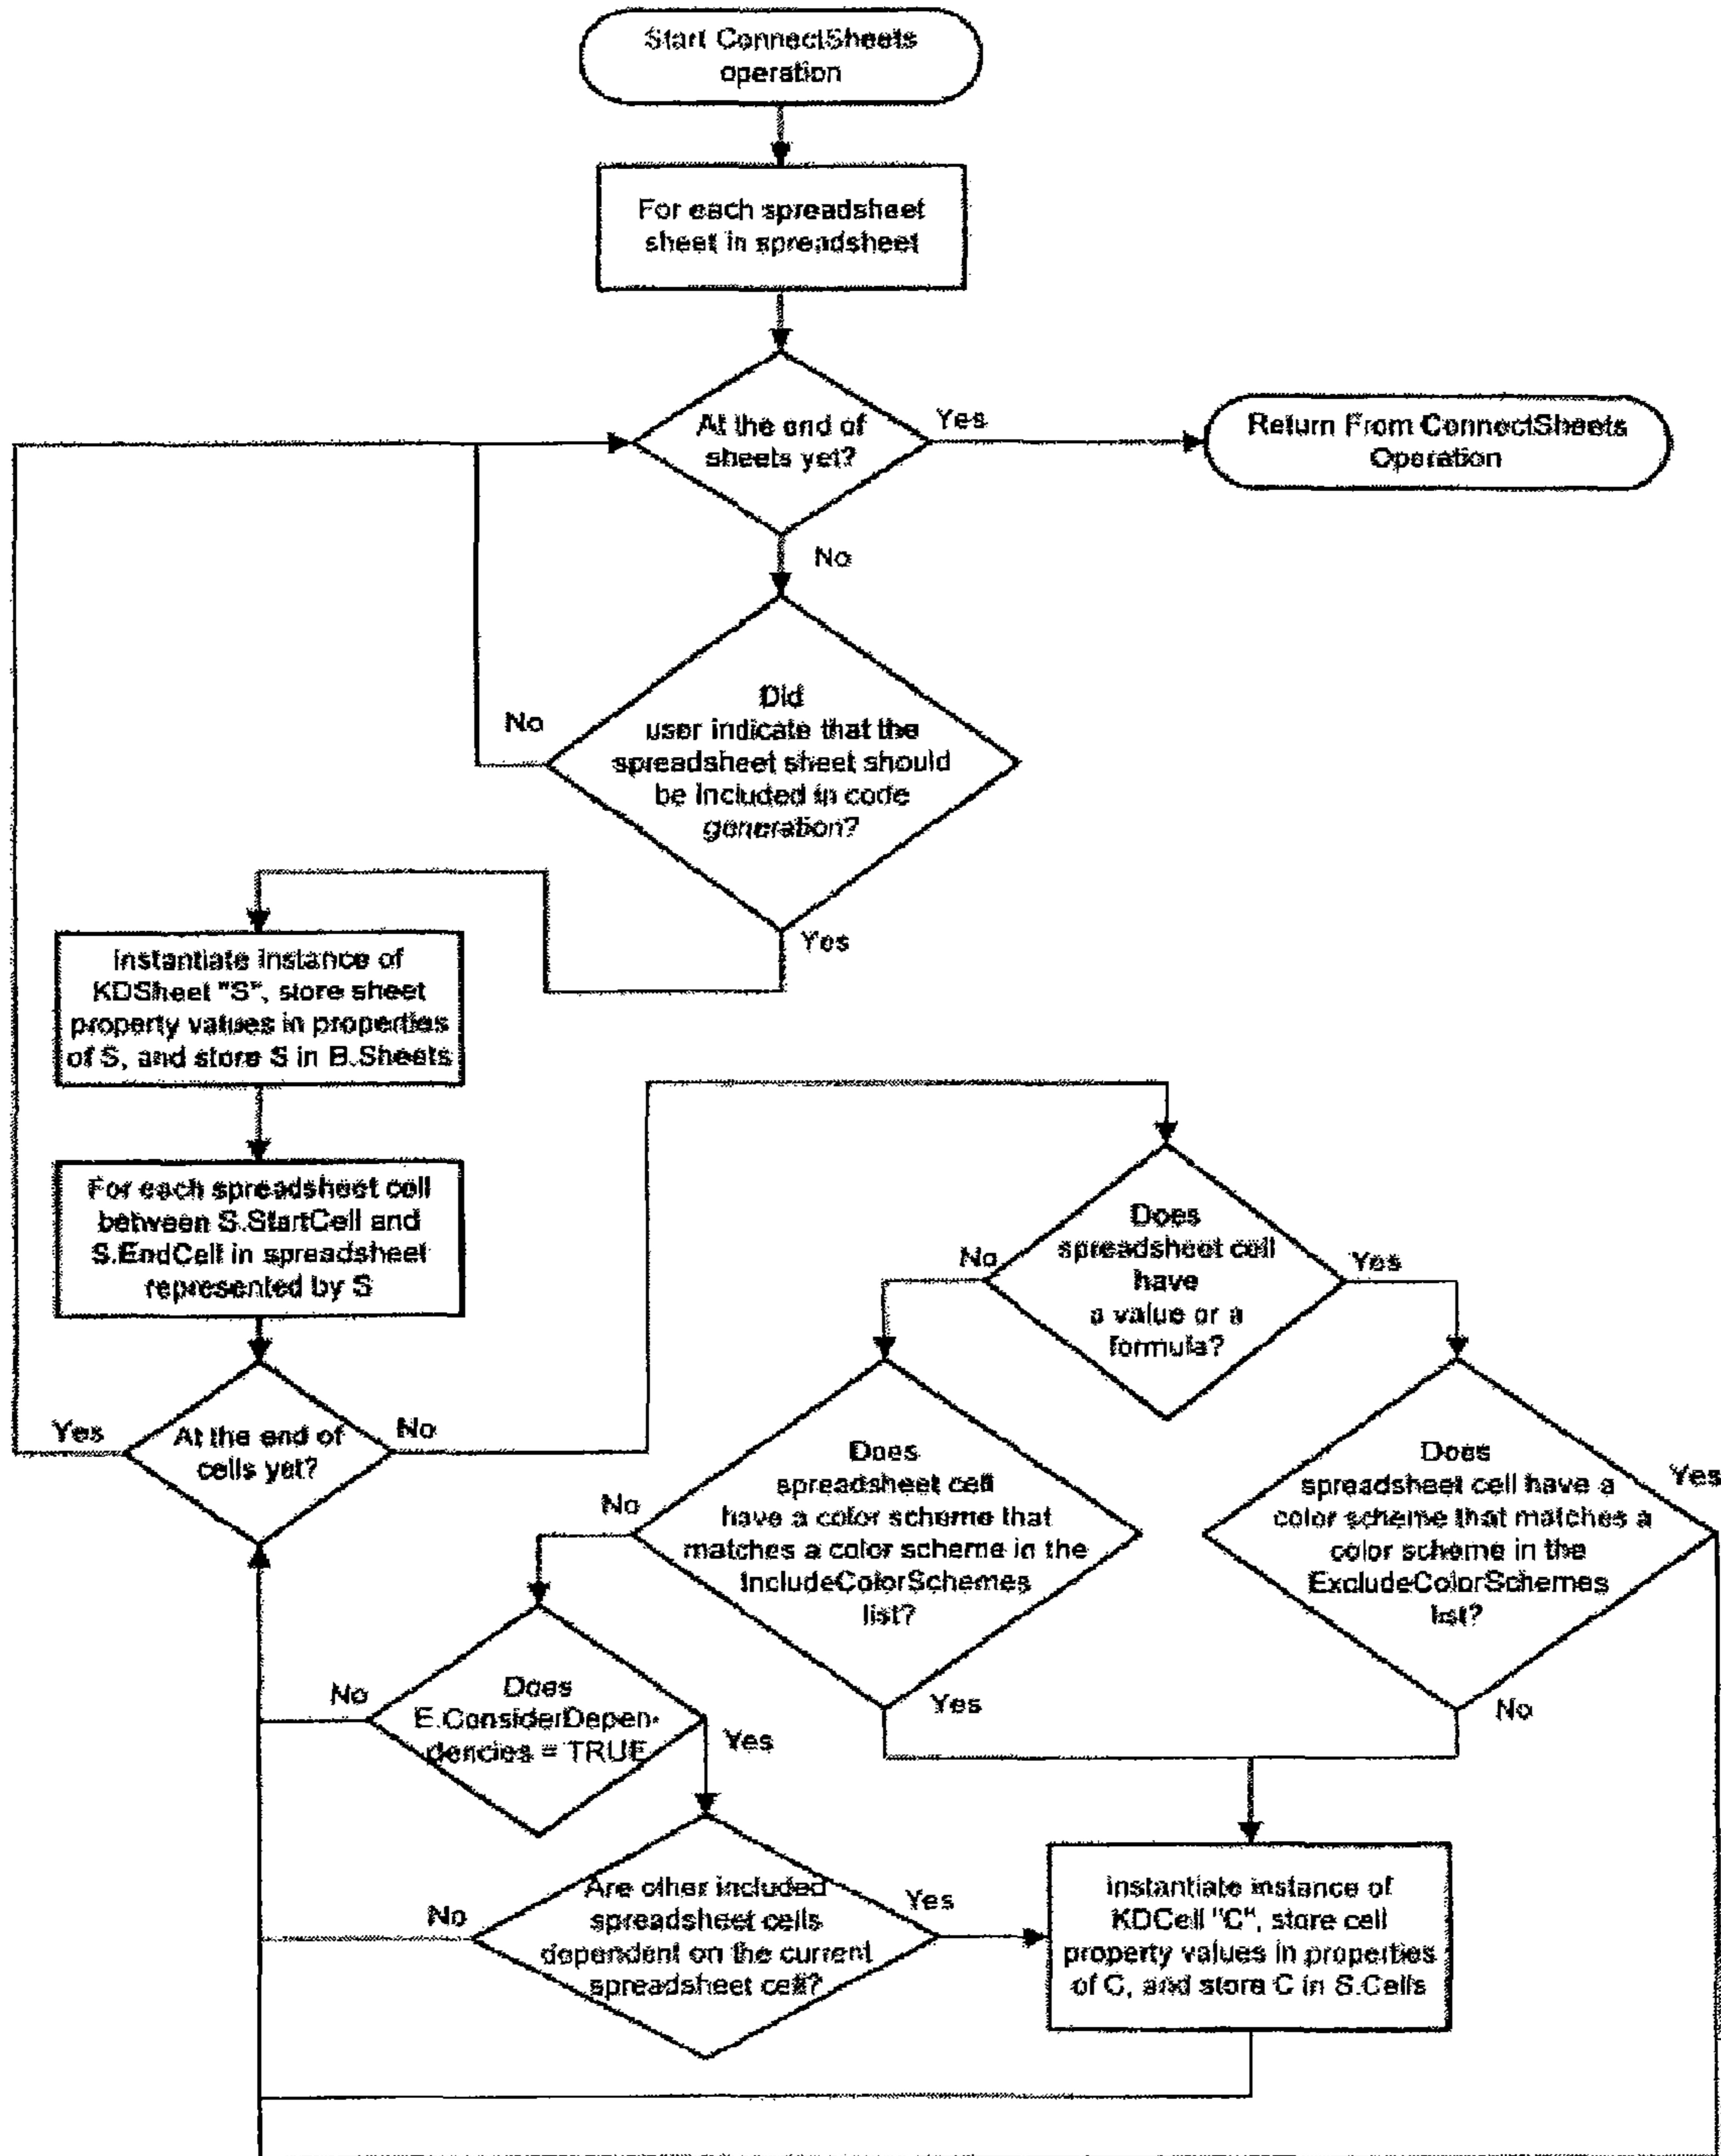 Start ConnectSheets
operation
For each spreadsheet
sheet in spreadsheet
At the end of
sheets yet?
Yes
Return From ConnectSheets
Operation
No
Did
user indicate that the
spreadsheet sheet should
be included in code
generation?
No
Yes
Instantiate instance of
KDSheet "S", store sheet
property values in properties
of S, and store S in B.Sheets
For each spreadsheet cell
between S.StartCell and
S.EndCell in spreadsheet
represented by S
At the end of
cells yet?
Yes
No
Does
spreadsheet cell
have
a value or a
formula?
No
Yes
Does
spreadsheet cell
have a color scheme that
matches a color scheme in the
IncludeColorSchemes
list?
No
Yes
Does
spreadsheet cell have a
color scheme that matches a
color scheme in the
ExcludeColorSchemes
list?
Yes
No
Does
E.ConsiderDepen-
dencies = TRUE
No
Yes
Are other included
spreadsheet cells
dependent on the current
spreadsheet cell?
No
Yes
Instantiate instance of
KDCell "C", store cell
property values in properties
of C, and store C in S.Cells